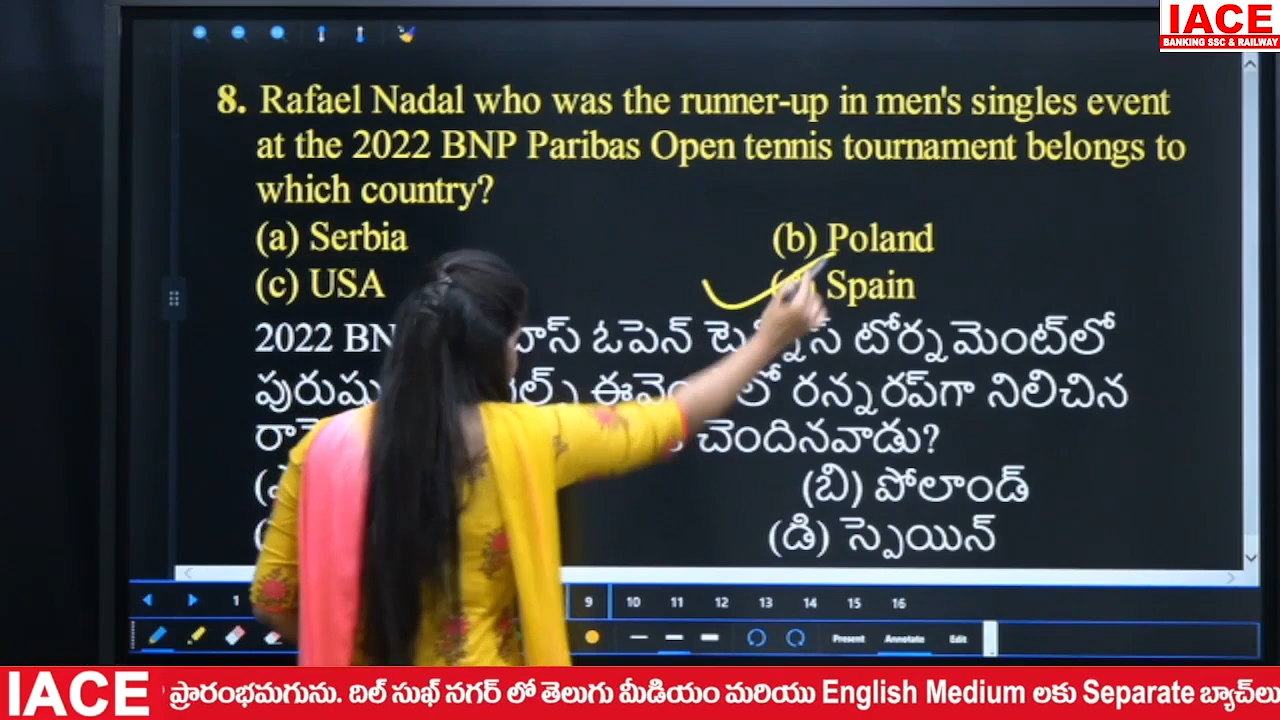 IACE
BANKING SSC & RAILWAY
8. Rafael Nadal who was the runner-up in men's singles event
at the 2022 BNP Paribas Open tennis tournament belongs to
which country?
(a) Serbia (b) Poland
(c) USA Spain
2022 ఓపెన్ టెన్నిస్ టోర్నమెంట్‌లో
రన్నరప్‌గా నిలిచిన
చెందినవాడు?
(బి) పోలాండ్
(డి) స్పెయిన్
1 9 10 11 12 13 14 15 16
Present Annotate Edit
IACE ప్రారంభమగును. దిల్ సుఖ్ నగర్ లో తెలుగు మీడియం మరియు English Medium లకు Separate బ్యాచ్‌లు